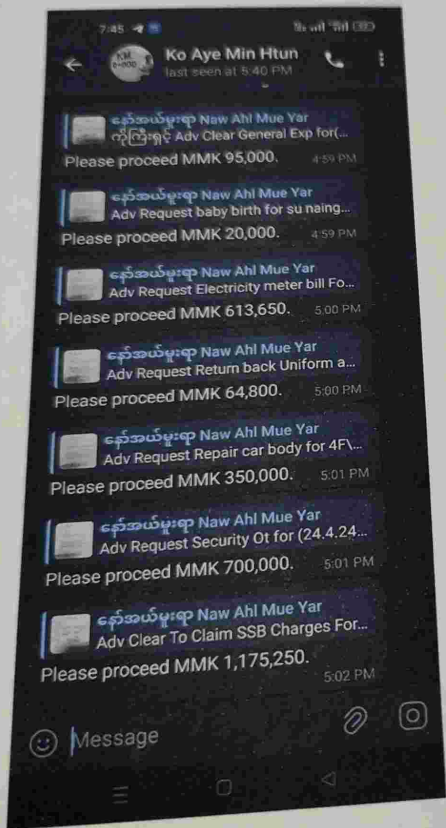 7:45
Ko Aye Min Htun
last seen at 5:40 PM
နော်အယ်မူးရာ Naw Ahl Mue Yar
ကိုကြီးရှင့် Adv Clear General Exp for(...
Please proceed MMK 95,000. 4:59 PM
နော်အယ်မူးရာ Naw Ahl Mue Yar
Adv Request baby birth for su naing...
Please proceed MMK 20,000. 4:59 PM
နော်အယ်မူးရာ Naw Ahl Mue Yar
Adv Request Electricity meter bill Fo...
Please proceed MMK 613,650. 5:00 PM
နော်အယ်မူးရာ Naw Ahl Mue Yar
Adv Request Return back Uniform a...
Please proceed MMK 64,800. 5:00 PM
နော်အယ်မူးရာ Naw Ahl Mue Yar
Adv Request Repair car body for 4F\...
Please proceed MMK 350,000. 5:01 PM
နော်အယ်မူးရာ Naw Ahl Mue Yar
Adv Request Security Ot for (24.4.24...
Please proceed MMK 700,000. 5:01 PM
နော်အယ်မူးရာ Naw Ahl Mue Yar
Adv Clear To Claim SSB Charges For...
Please proceed MMK 1,175,250.
5:02 PM
Message